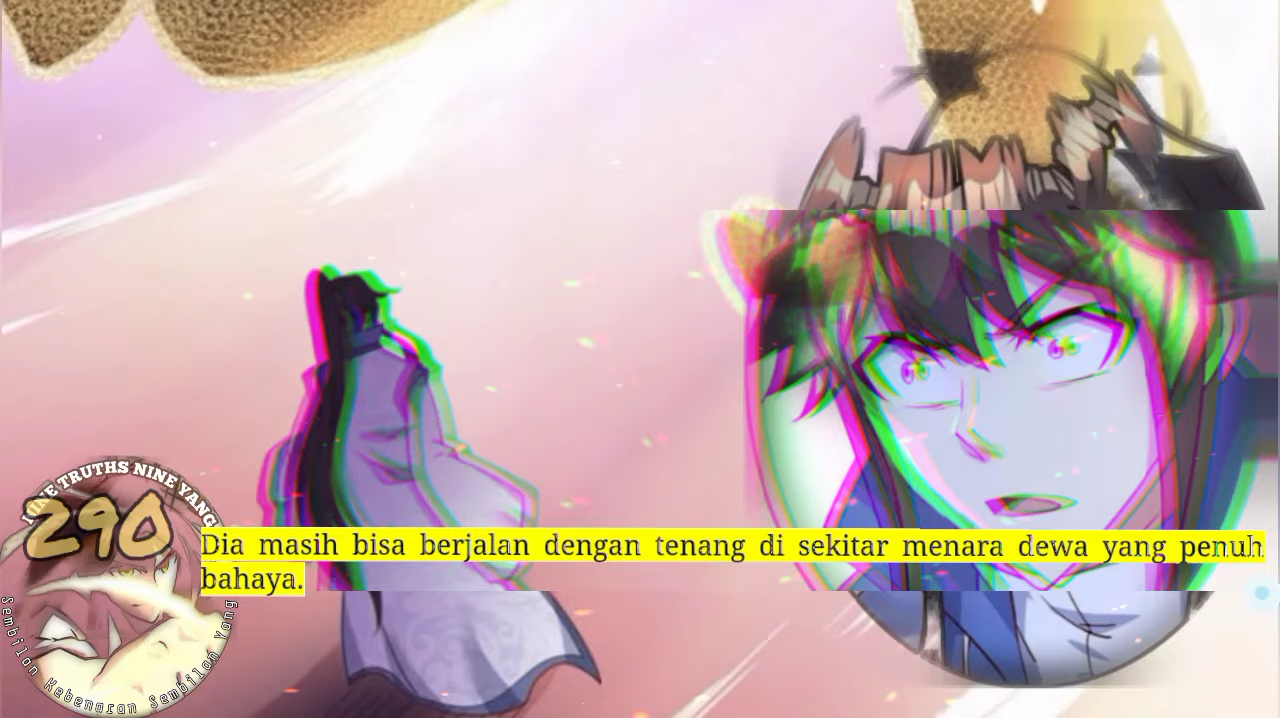 NINE TRUTHS NINE YANG
290
Dia masih bisa berjalan dengan tenang di sekitar menara dewa yang penuh
bahaya.
Sembilan Kebenaran Sembilan Yang